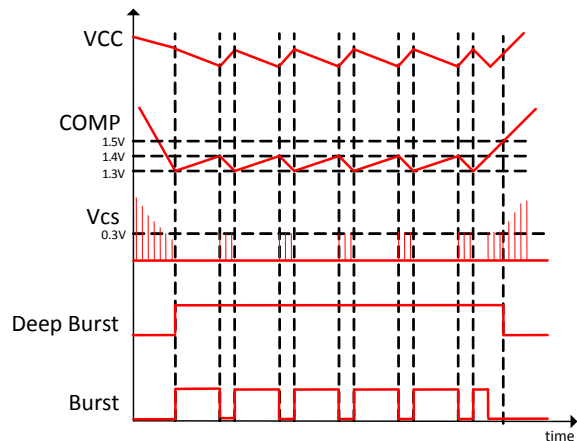 VCC
COMP
1.5V
1.4V
1.3V
Vcs
0.3V
Deep Burst
Burst
time